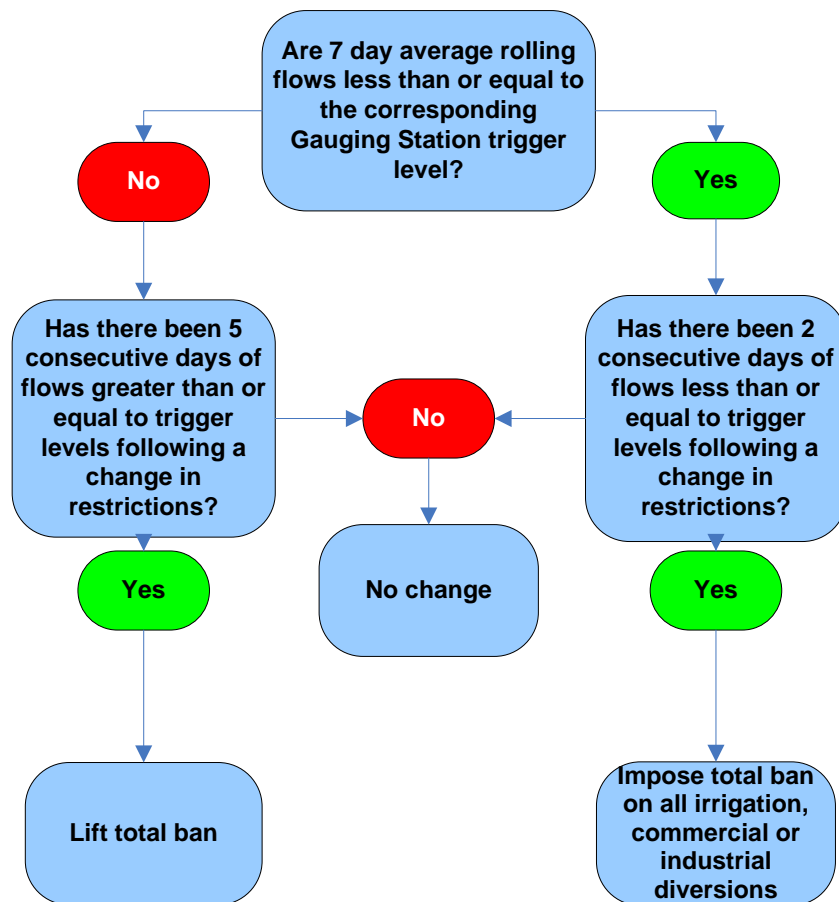 Are 7 day average rolling
flows less than or equal to
the corresponding
Gauging Station trigger
level?
No
Yes
Has there been 5
consecutive days of
flows greater than or
equal to trigger
levels following a
change in
restrictions?
No
Has there been 2
consecutive days of
flows less than or
equal to trigger
levels following a
change in
restrictions?
Yes
No change
Yes
Lift total ban
Impose total ban
on all irrigation,
commercial or
industrial
diversions